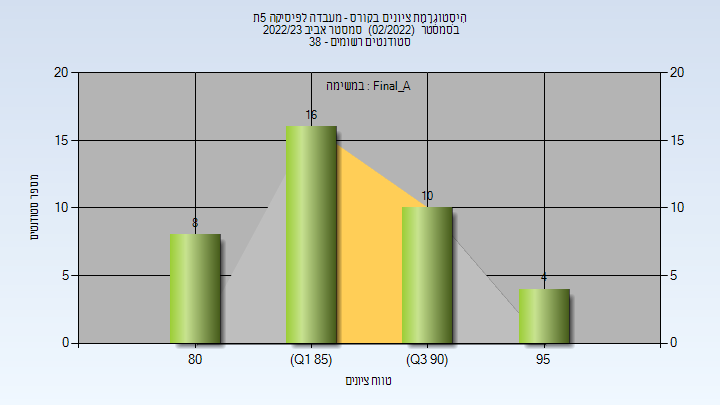 היסטוגרמת ציונים בקורס - מעבדה לפיסיקה 5ת
בסמסטר (02/2022) סמסטר אביב 2022/23
סטודנטים רשומים - 38
במשימה : Final_A
20
15
10
5
0
20
15
10
5
0
8
16
10
4
80
(Q1 85)
(Q3 90)
95
מספר סטודנטים
טווח ציונים